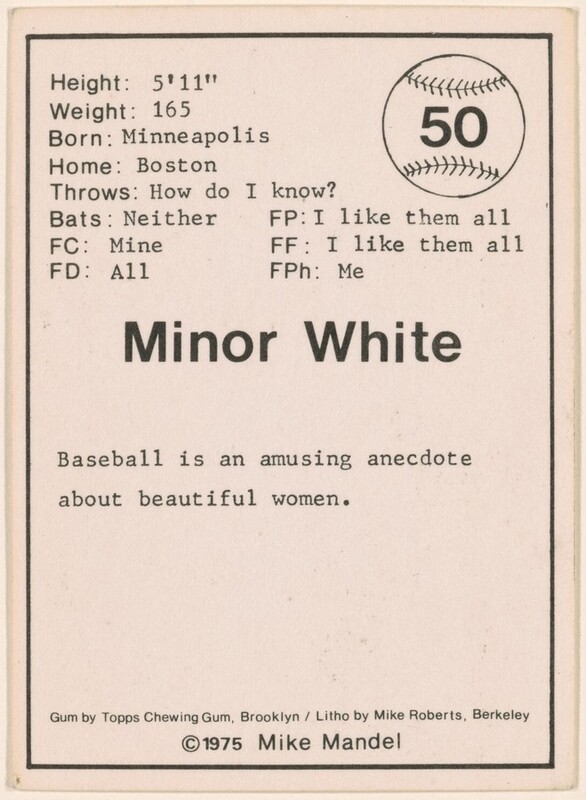 Height: 5'11"
Weight: 165
Born: Minneapolis
Home: Boston
50
Throws: How do I know?
Bats: Neither FP: I like them all
FC: Mine FF: I like them all
FD: All FPh: Me
Minor White
Baseball is an amusing anecdote
about beautiful women.
Gum by Topps Chewing Gum, Brooklyn / Litho by Mike Roberts, Berkeley
©1975 Mike Mandel